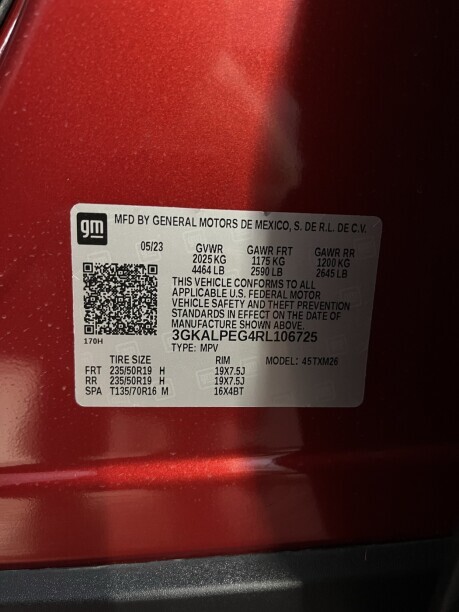 gm
MFD BY GENERAL MOTORS DE MEXICO, S. DE R.L. DE C.V.
05/23 GVWR GAWR FRT GAWR RR
2025 KG 1175 KG 1200 KG
4464 LB 2590 LB 2645 LB
THIS VEHICLE CONFORMS TO ALL
APPLICABLE U.S. FEDERAL MOTOR
VEHICLE SAFETY AND THEFT PREVENTION
STANDARDS IN EFFECT ON THE DATE OF
MANUFACTURE SHOWN ABOVE.
3GKALPEG4RL106725
170H TYPE: MPV
TIRE SIZE RIM MODEL: 45TXM26
FRT 235/50R19 H 19X7.5J
RR 235/50R19 H 19X7.5J
SPA T135/70R16 M 16X4BT